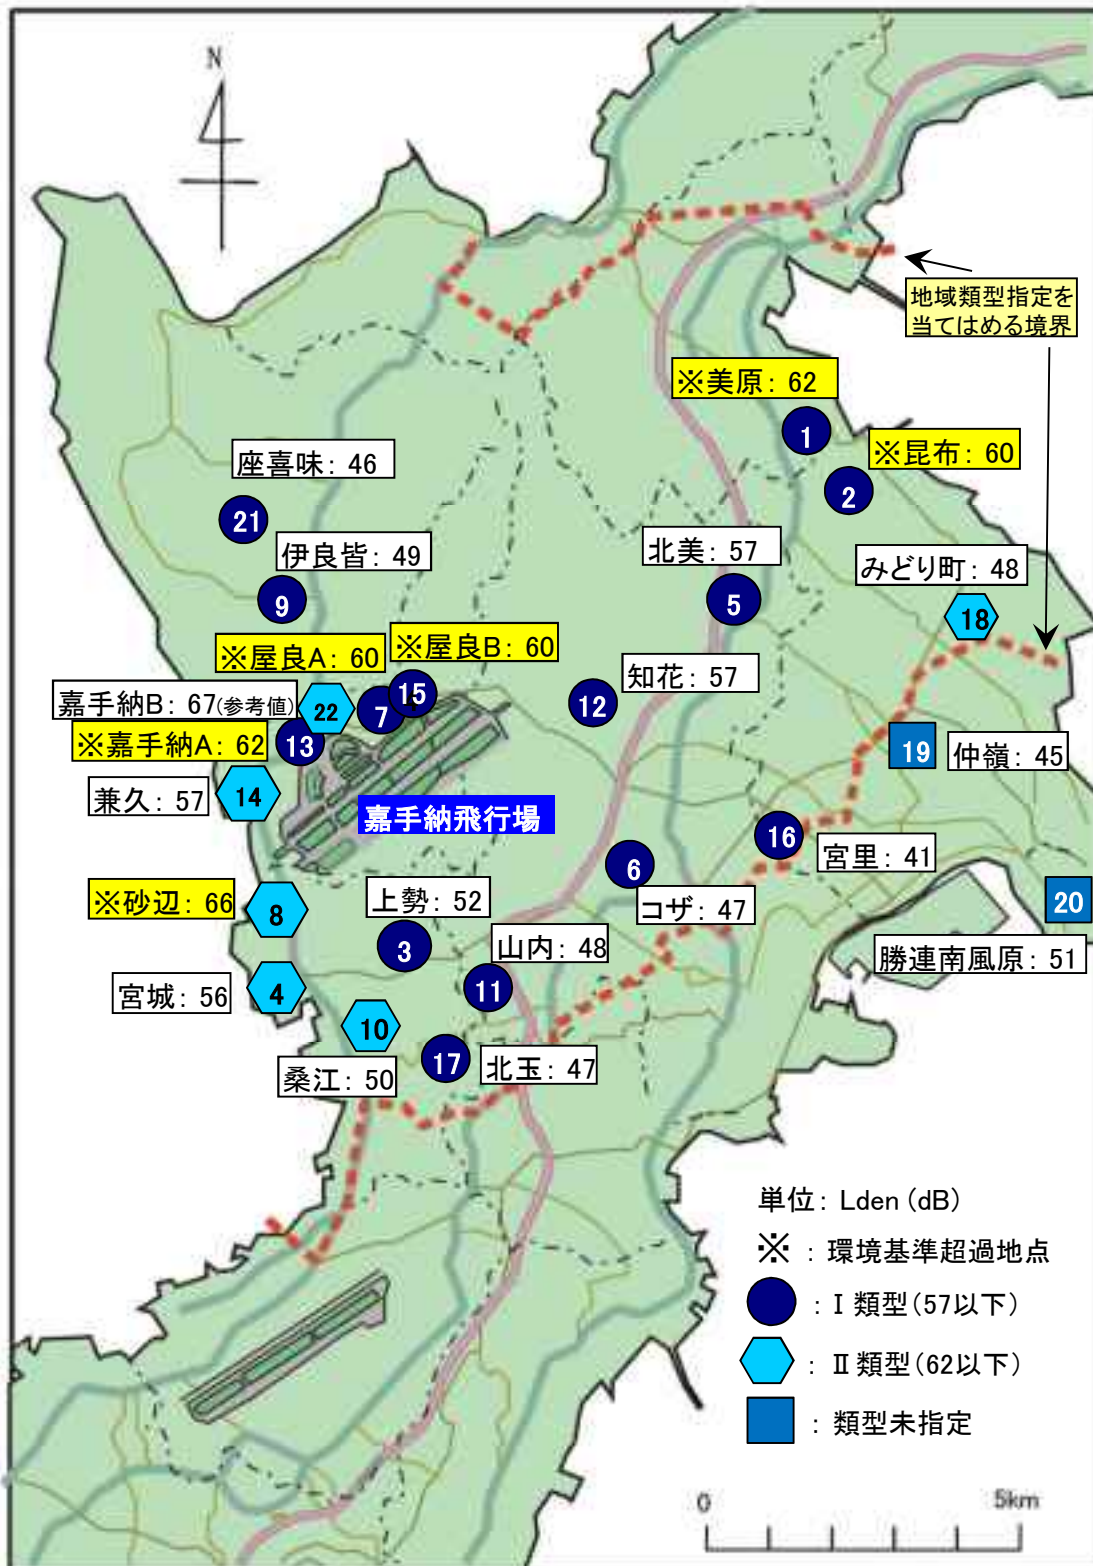 N
地域類型指定を
当てはめる境界
※美原：62
1
※昆布：60
2
座喜味：46
21
伊良皆：49
9
北美：57
5
みどり町：48
18
※屋良A：60
※屋良B：60
15
7
22
嘉手納B：67(参考値)
13
※嘉手納A：62
兼久：57
14
知花：57
12
19
仲嶺：45
嘉手納飛行場
16
宮里：41
6
コザ：47
※砂辺：66
8
上勢：52
3
20
勝連南風原：51
山内：48
11
宮城：56
4
10
桑江：50
17
北玉：47
単位：Lden (dB)
※：環境基準超過地点
：Ⅰ類型(57以下)
：Ⅱ類型(62以下)
：類型未指定
0
5km